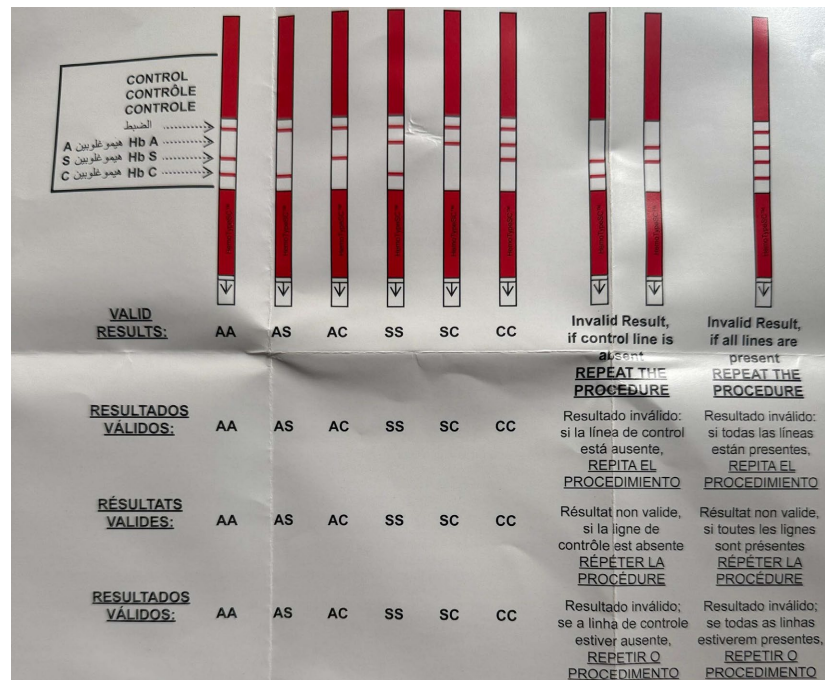 CONTROL
CONTRÔLE
CONTROLE
الضبط
A هيموغلوبين Hb A
S هيموغلوبين Hb S
C هيموغلوبين Hb C
VALID
RESULTS: AA AS AC SS SC CC
Invalid Result,
if control line is
absent
REPEAT THE
PROCEDURE
Invalid Result,
if all lines are
present
REPEAT THE
PROCEDURE
RESULTADOS
VÁLIDOS: AA AS AC SS SC CC
Resultado inválido:
si la línea de control
está ausente,
REPITA EL
PROCEDIMIENTO
Resultado inválido:
si todas las líneas
están presentes,
REPITA EL
PROCEDIMIENTO
RÉSULTATS
VALIDES: AA AS AC SS SC CC
Résultat non valide,
si la ligne de
contrôle est absente
RÉPÉTER LA
PROCÉDURE
Résultat non valide,
si toutes les lignes
sont présentes
RÉPÉTER LA
PROCÉDURE
RESULTADOS
VÁLIDOS: AA AS AC SS SC CC
Resultado inválido;
se a linha de controle
estiver ausente,
REPETIR O
PROCEDIMENTO
Resultado inválido;
se todas as linhas
estiverem presentes,
REPETIR O
PROCEDIMENTO